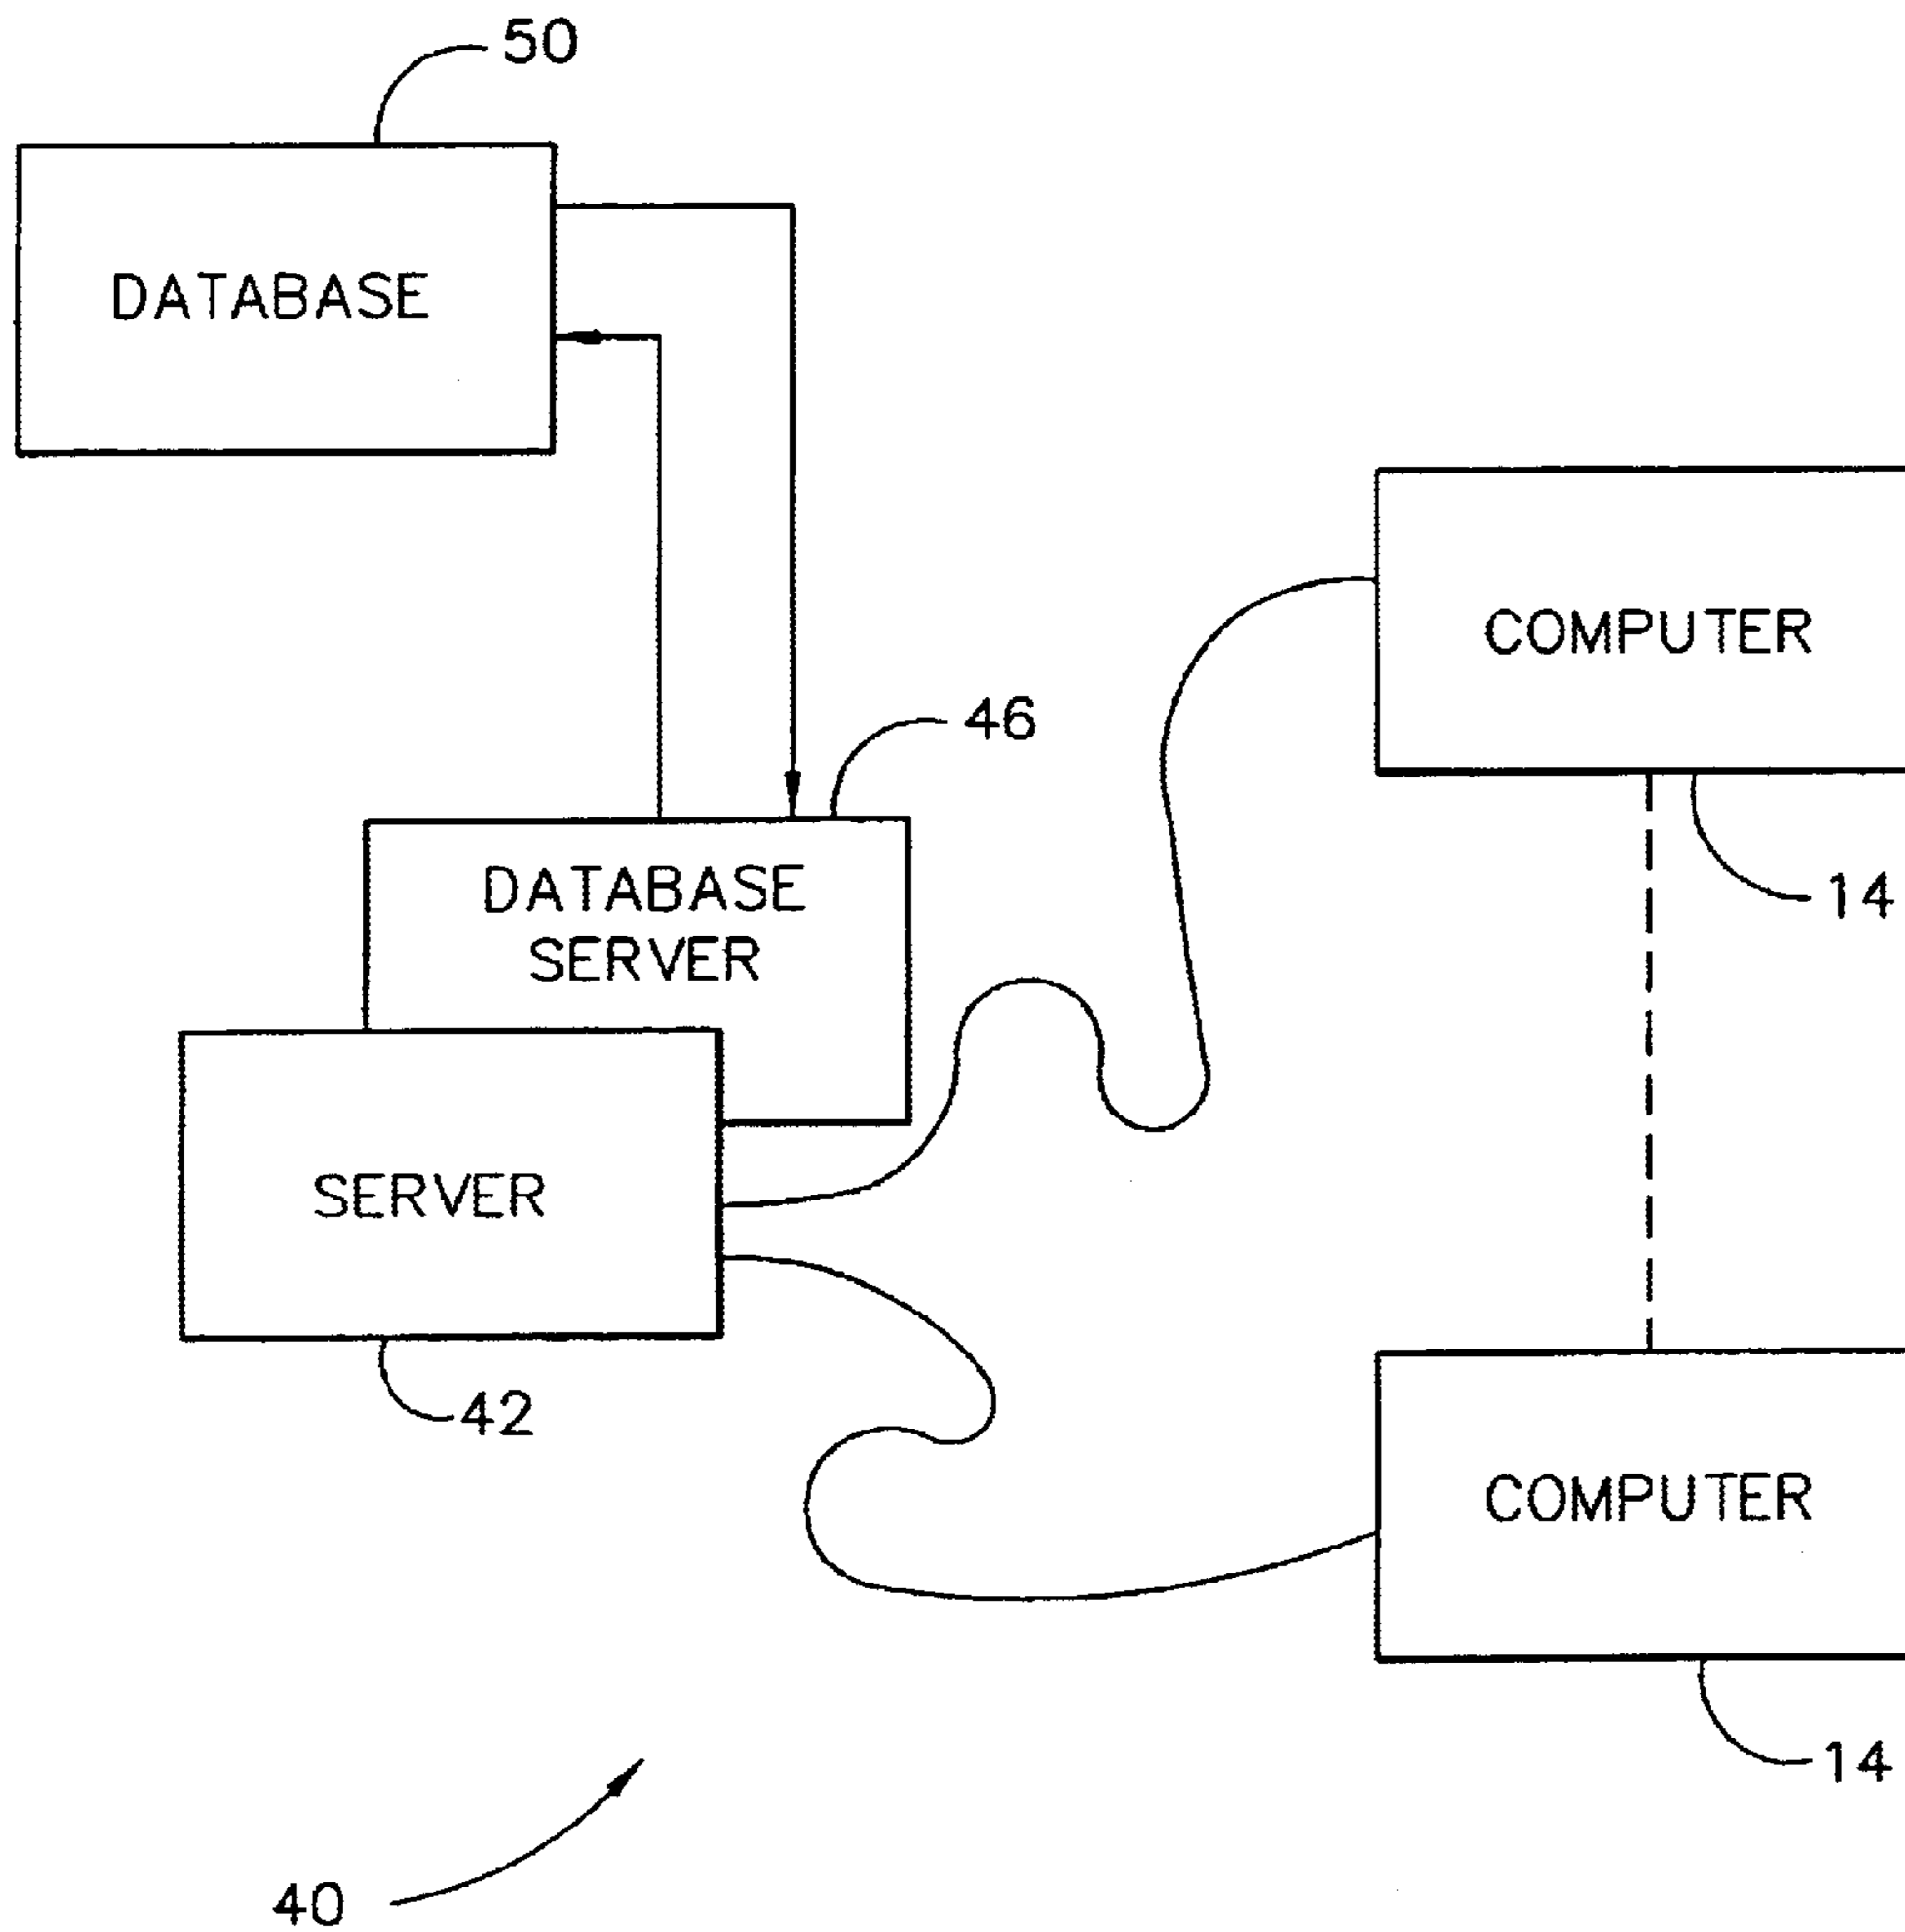 50
DATABASE
COMPUTER
46
14
DATABASE
SERVER
SERVER
42
COMPUTER
14
40